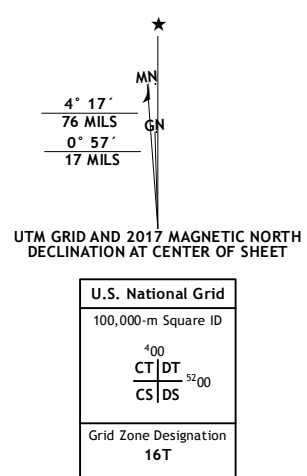 MN
4° 17´
76 MILS
GN
0° 57´
17 MILS
UTM GRID AND 2017 MAGNETIC NORTH
DECLINATION AT CENTER OF SHEET
U.S. National Grid
100,000-m Square ID
⁴00
CT DT
⁵²00
CS DS
Grid Zone Designation
16T